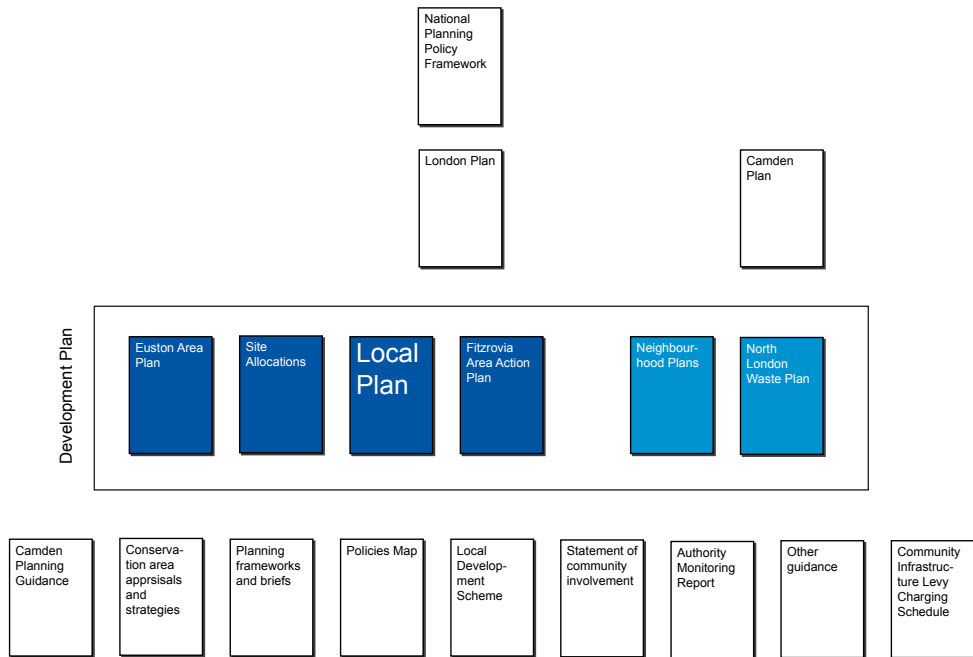 National
Planning
Policy
Framework
London Plan
Camden
Plan
Development Plan
Euston Area
Plan
Site
Allocations
Local
Plan
Fitzrovia
Area Action
Plan
Neighbour-
hood Plans
North
London
Waste Plan
Camden
Planning
Guidance
Conserva-
tion area
apprsisals
and
strategies
Planning
frameworks
and briefs
Policies Map
Local
Develop-
ment
Scheme
Statement of
community
involvement
Authority
Monitoring
Report
Other
guidance
Community
Infrastruc-
ture Levy
Charging
Schedule